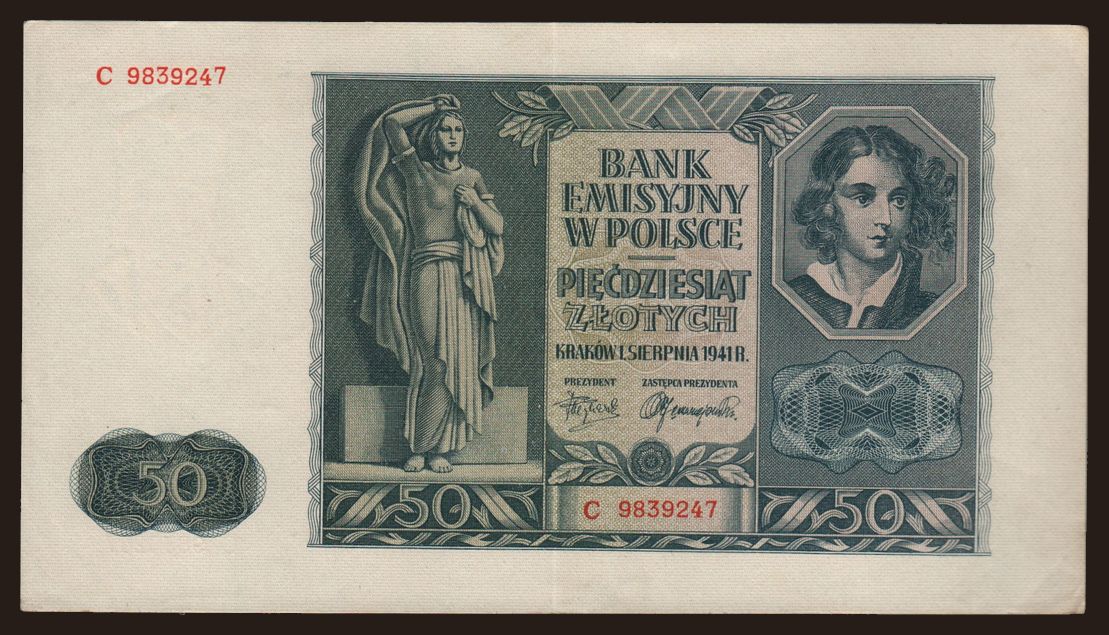 C 9839247
BANK
EMISYJNY
W POLSCE
PIĘĆDZIESIĄT
ZŁOTYCH
KRAKÓW 1. SIERPNIA 1941 R.
PREZYDENT ZASTĘPCA PREZYDENTA
50
50 C 9839247 50